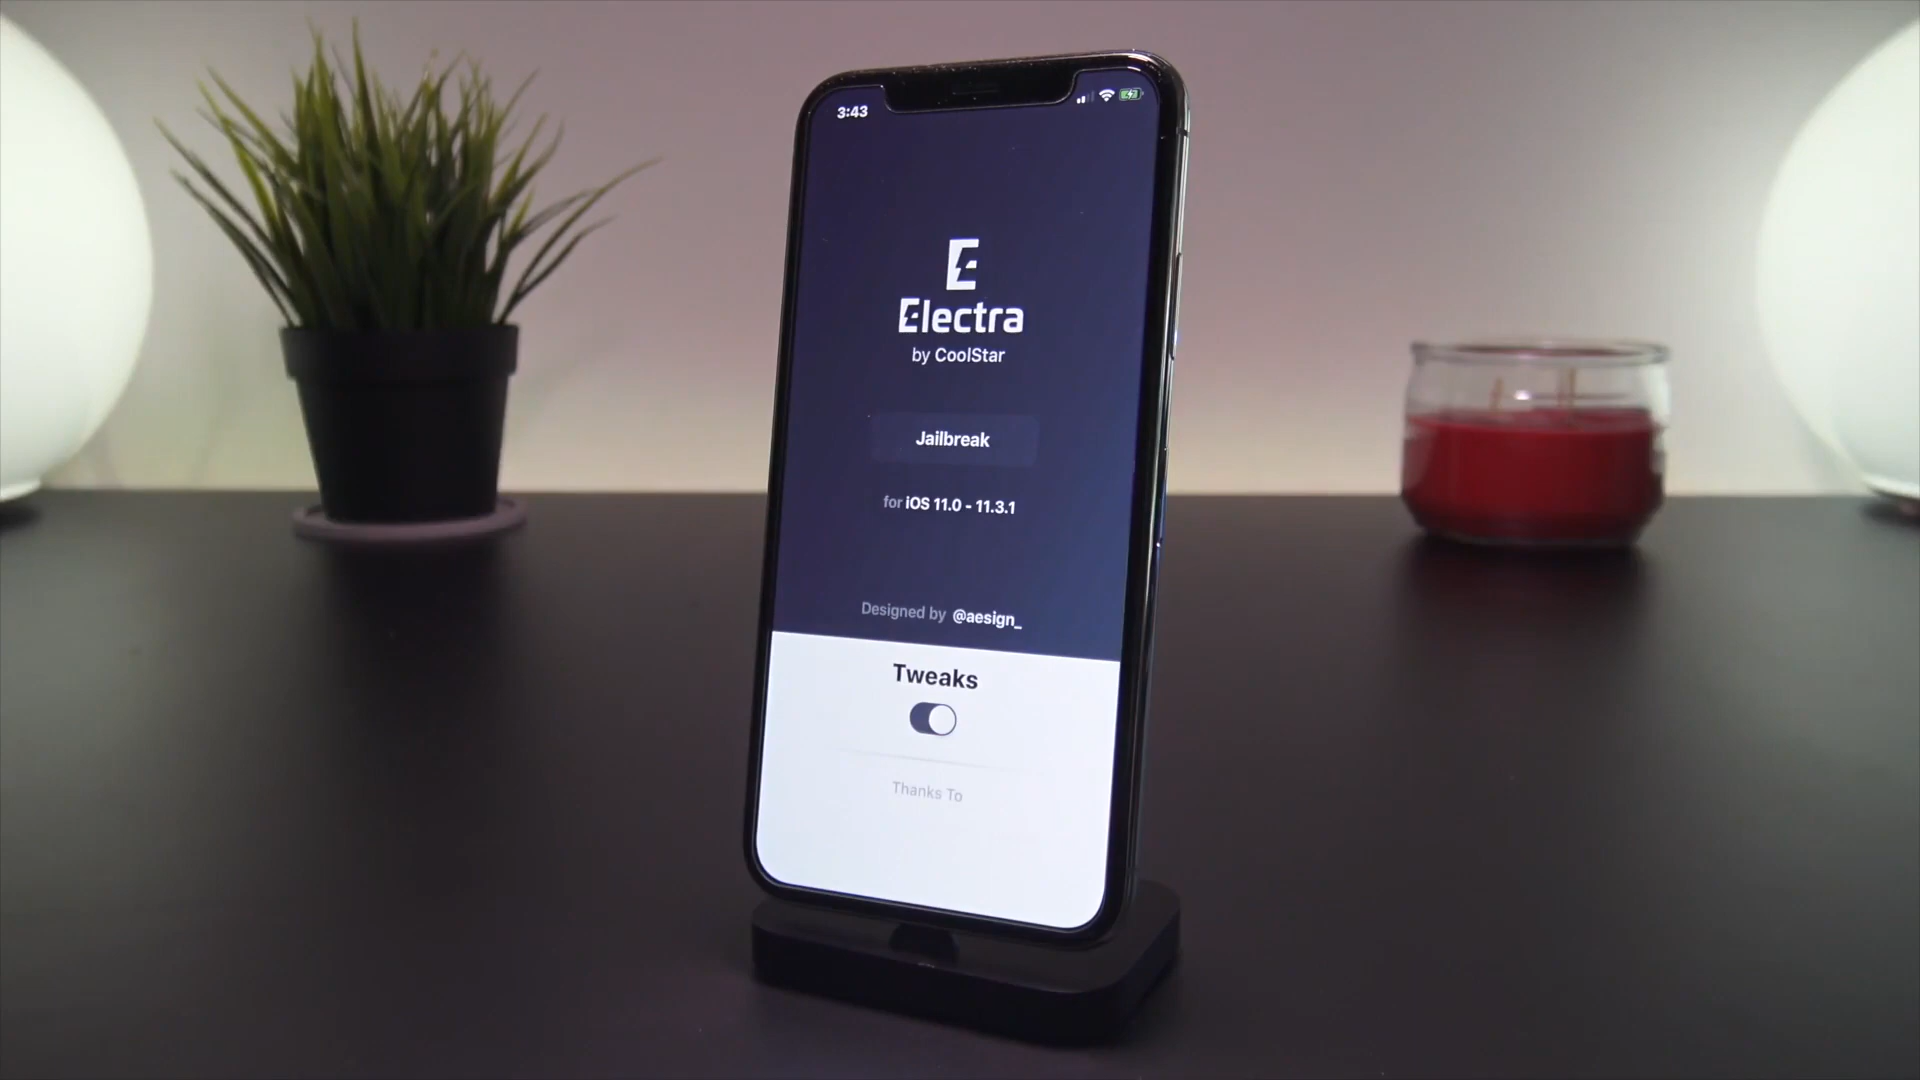 3:43
E
Electra
by CoolStar
Jailbreak
for iOS 11.0 - 11.3.1
Designed by @aesign_
Tweaks
Thanks To